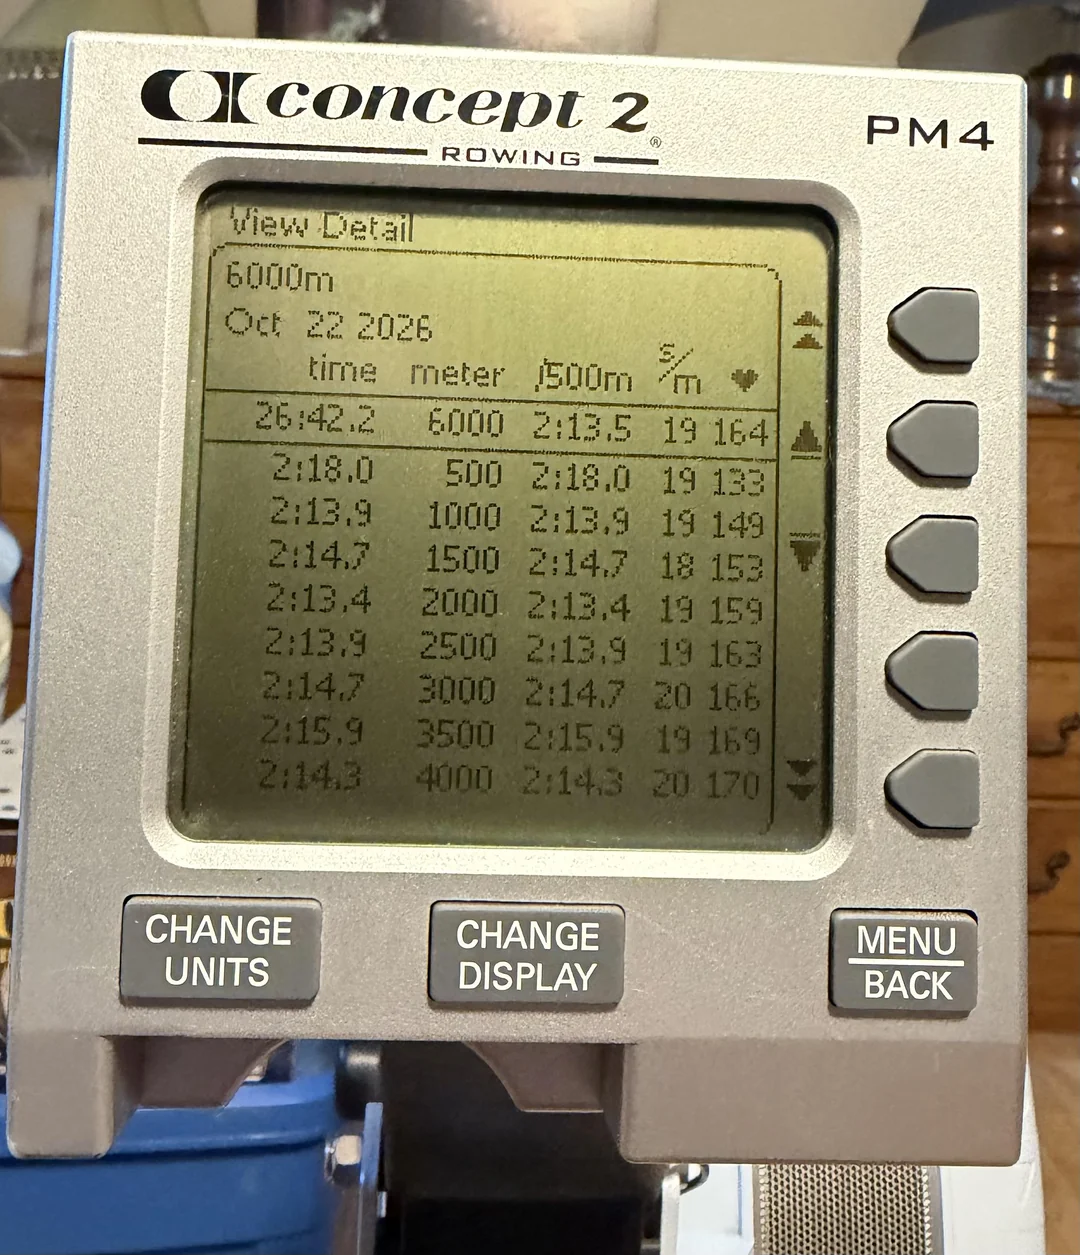 concept 2®
ROWING
PM4
View Detail
6000m
Oct 22 2026
time meter /500m s/m ♥
26:42.2 6000 2:13.5 19 164
2:18.0 500 2:18.0 19 133
2:13.9 1000 2:13.9 19 149
2:14.7 1500 2:14.7 18 153
2:13.4 2000 2:13.4 19 159
2:13.9 2500 2:13.9 19 163
2:14.7 3000 2:14.7 20 166
2:15.9 3500 2:15.9 19 169
2:14.3 4000 2:14.3 20 170
CHANGE
UNITS
CHANGE
DISPLAY
MENU
BACK